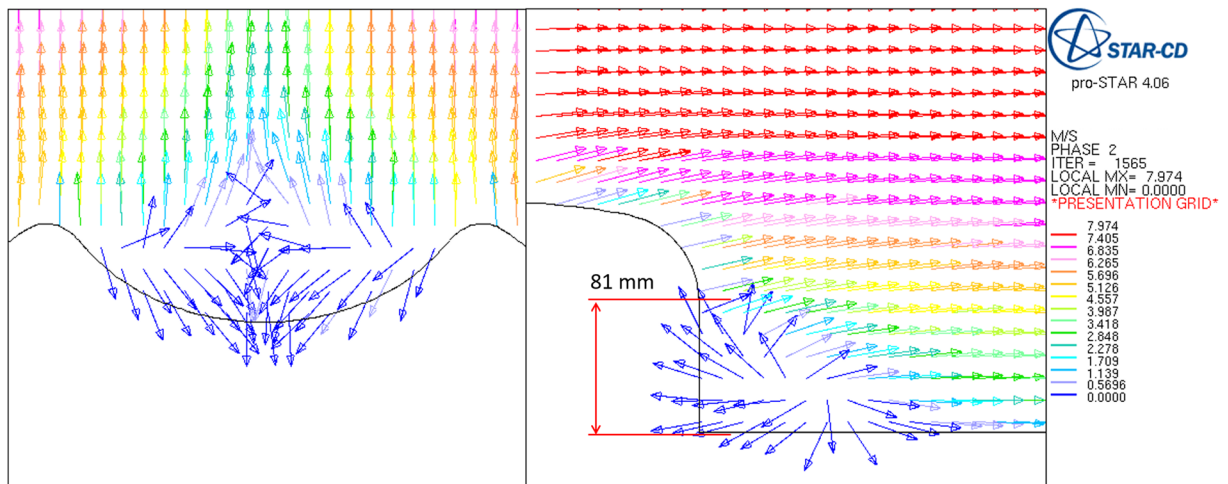 81 mm
STAR-CD
pro-STAR 4.06
M/S
PHASE 2
ITER = 1565
LOCAL MX= 7.974
LOCAL MN= 0.0000
*PRESENTATION GRID*
7.974
7.405
6.835
6.265
5.696
5.126
4.557
3.987
3.418
2.848
2.278
1.709
1.139
0.5696
0.0000